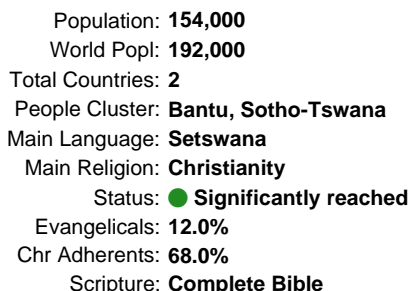 Population: 154,000
World Popl: 192,000
Total Countries: 2
People Cluster: Bantu, Sotho-Tswana
Main Language: Setswana
Main Religion: Christianity
Status: Significantly reached
Evangelicals: 12.0%
Chr Adherents: 68.0%
Scripture: Complete Bible